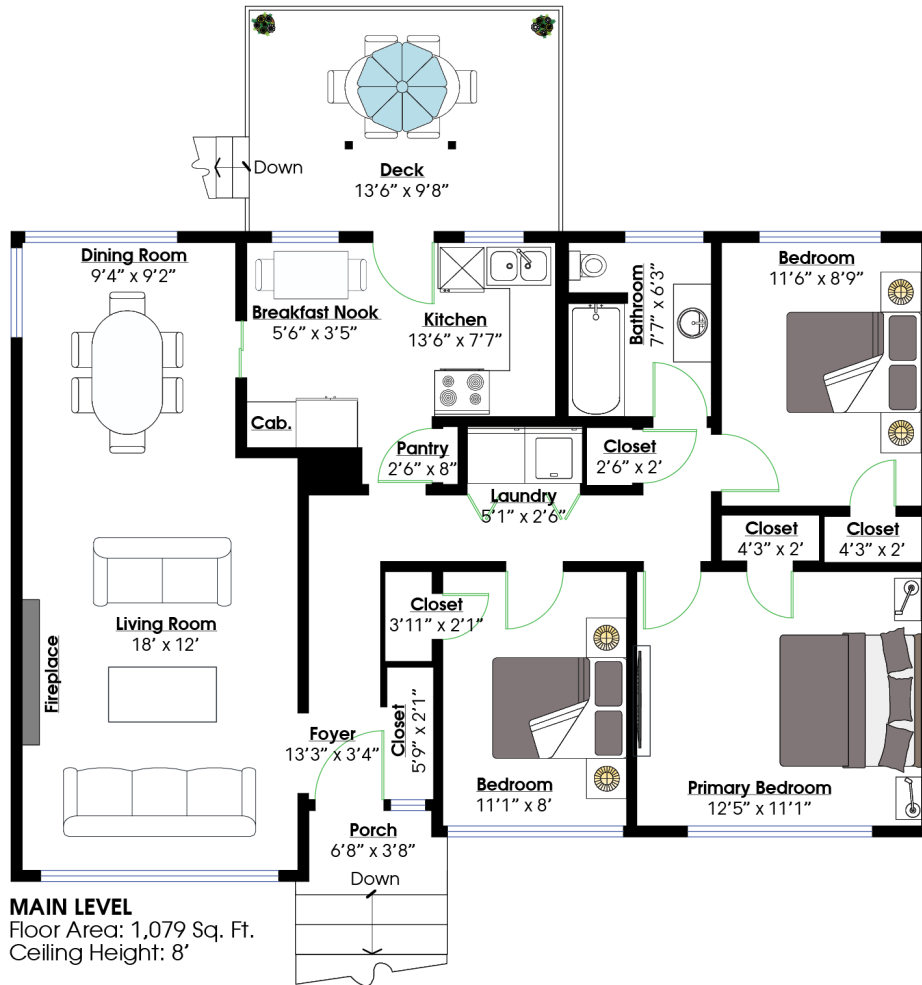 Down
Deck
13'6" x 9'8"
Dining Room
9'4" x 9'2"
Breakfast Nook
5'6" x 3'5"
Kitchen
13'6" x 7'7"
Bathroom
7'7" x 6'3"
Bedroom
11'6" x 8'9"
Cab.
Pantry
2'6" x 8"
Closet
2'6" x 2'
Laundry
5'1" x 2'6"
Closet
4'3" x 2'
Closet
4'3" x 2'
Fireplace
Living Room
18' x 12'
Closet
3'11" x 2'1"
Foyer
13'3" x 3'4"
Closet
5'9" x 2'1"
Bedroom
11'1" x 8'
Primary Bedroom
12'5" x 11'1"
Porch
6'8" x 3'8"
Down
MAIN LEVEL
Floor Area: 1,079 Sq. Ft.
Ceiling Height: 8'